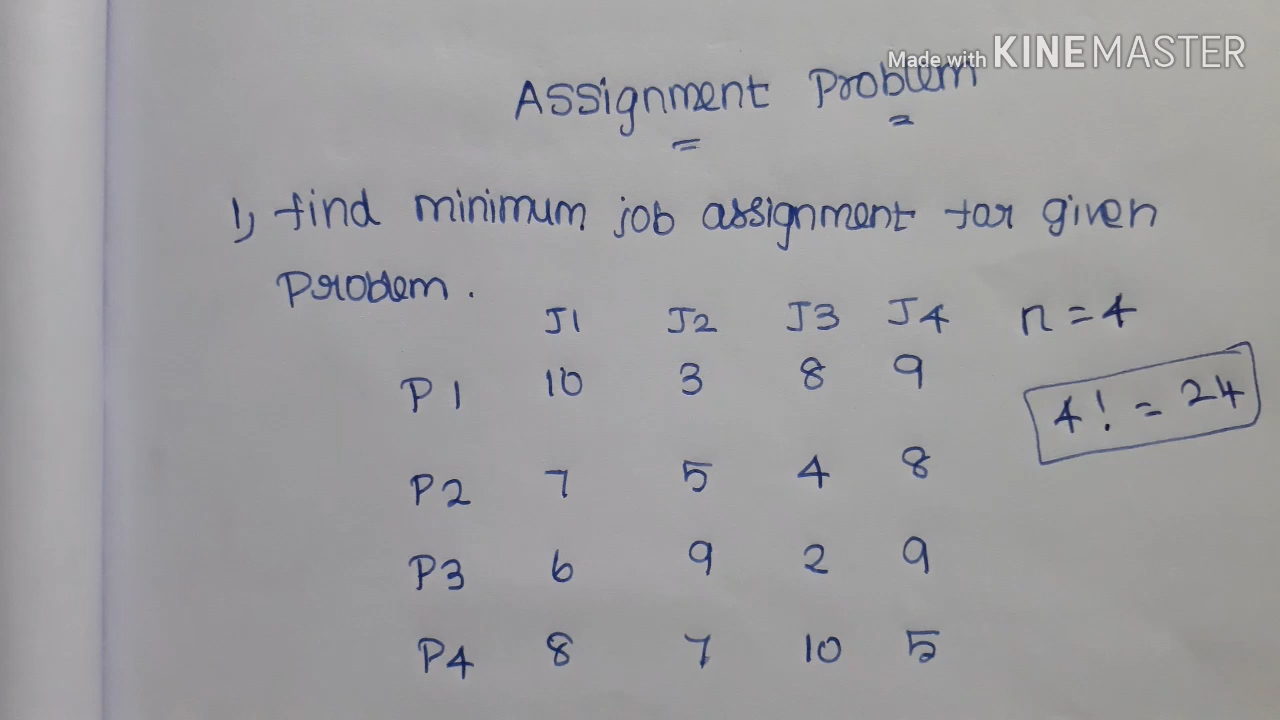 Made with KINEMASTER
Assignment Problem
1, find minimum job assignment for given
Problem.
J1 J2 J3 J4 n = 4
P1 10 3 8 9
4! = 24
P2 7 5 4 8
P3 6 9 2 9
P4 8 7 10 5